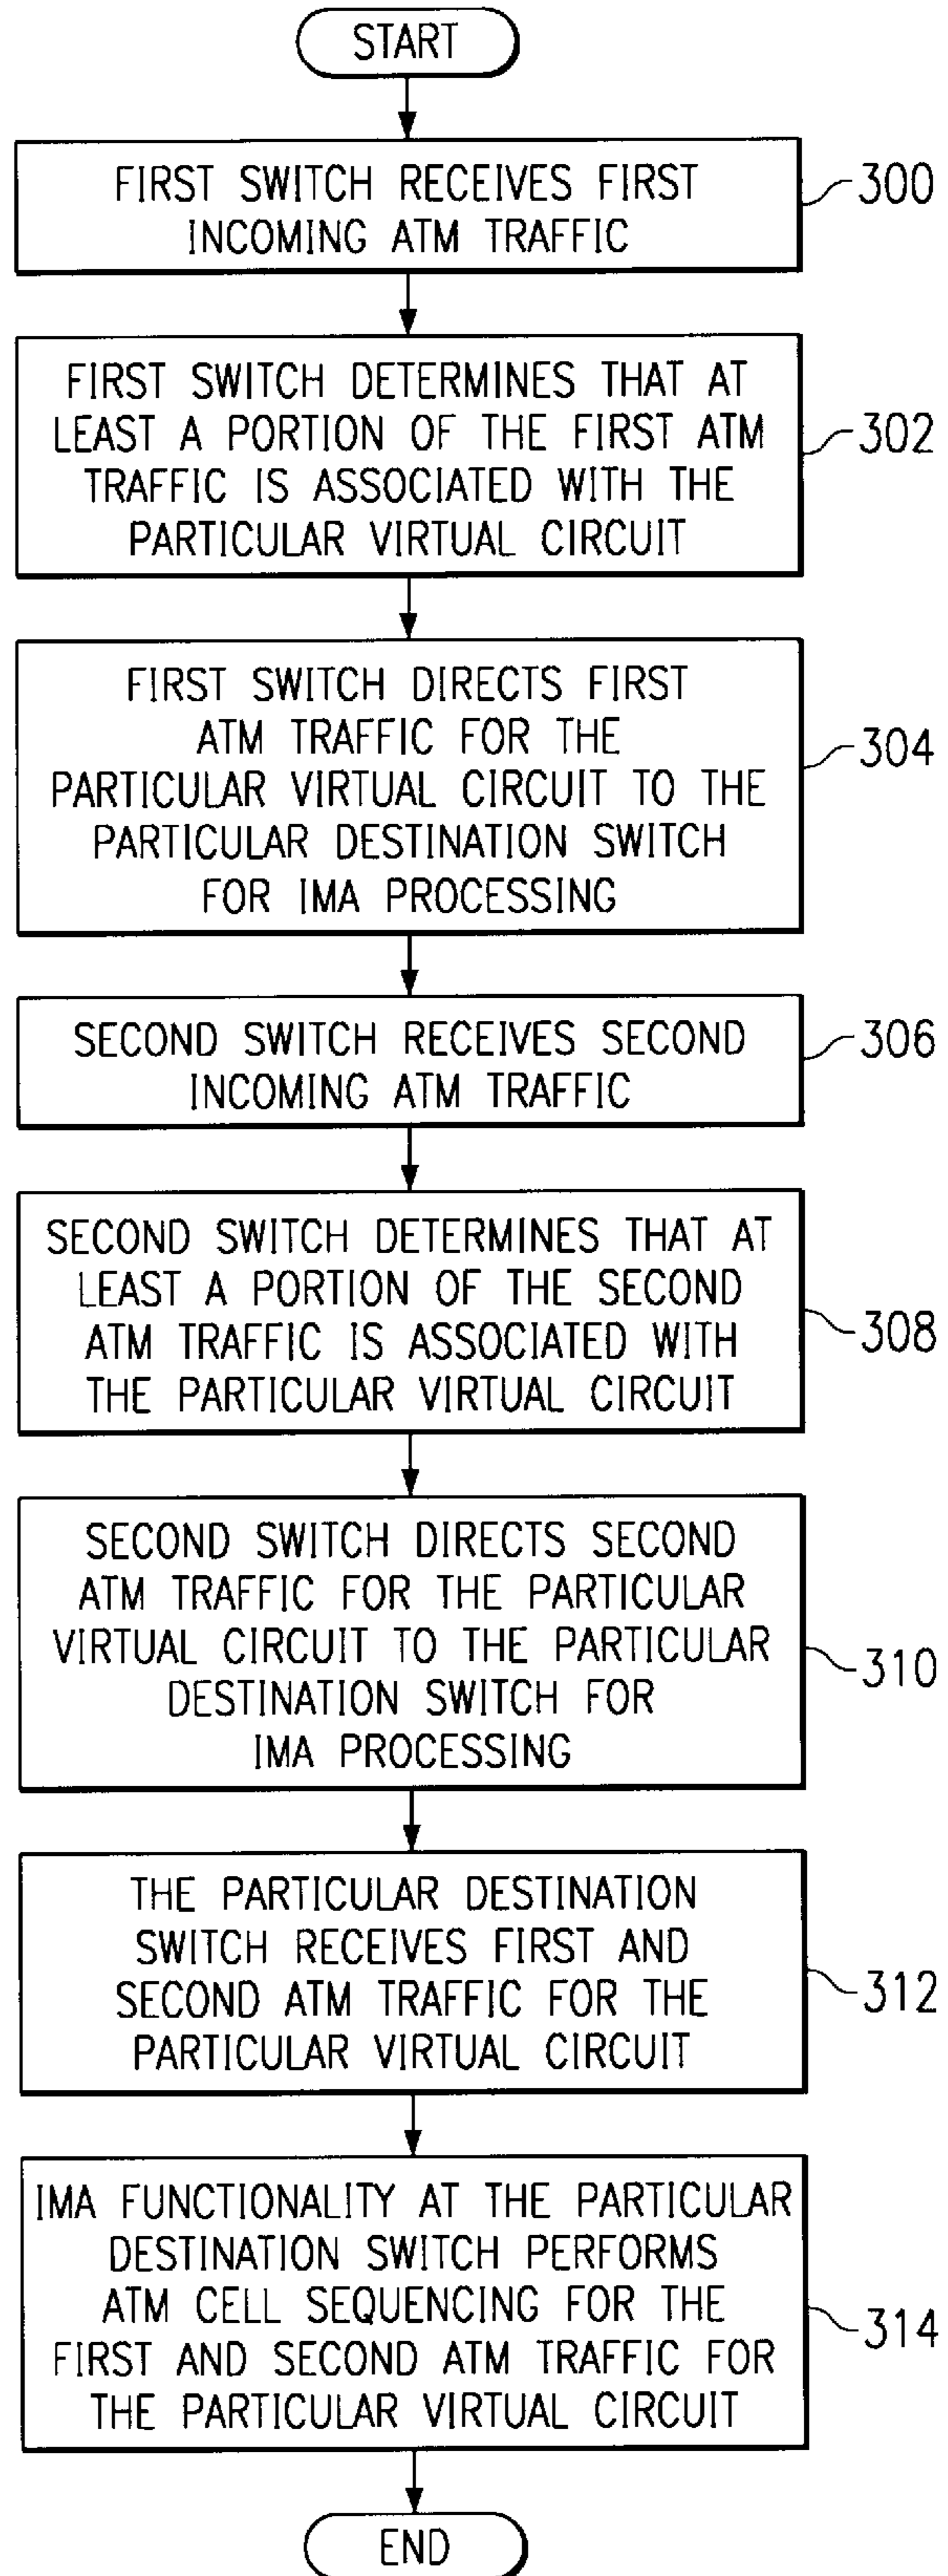 START
FIRST SWITCH RECEIVES FIRST
INCOMING ATM TRAFFIC
300
FIRST SWITCH DETERMINES THAT AT
LEAST A PORTION OF THE FIRST ATM
TRAFFIC IS ASSOCIATED WITH THE
PARTICULAR VIRTUAL CIRCUIT
302
FIRST SWITCH DIRECTS FIRST
ATM TRAFFIC FOR THE
PARTICULAR VIRTUAL CIRCUIT TO THE
PARTICULAR DESTINATION SWITCH
FOR IMA PROCESSING
304
SECOND SWITCH RECEIVES SECOND
INCOMING ATM TRAFFIC
306
SECOND SWITCH DETERMINES THAT AT
LEAST A PORTION OF THE SECOND
ATM TRAFFIC IS ASSOCIATED WITH
THE PARTICULAR VIRTUAL CIRCUIT
308
SECOND SWITCH DIRECTS SECOND
ATM TRAFFIC FOR THE PARTICULAR
VIRTUAL CIRCUIT TO THE PARTICULAR
DESTINATION SWITCH FOR
IMA PROCESSING
310
THE PARTICULAR DESTINATION
SWITCH RECEIVES FIRST AND
SECOND ATM TRAFFIC FOR THE
PARTICULAR VIRTUAL CIRCUIT
312
IMA FUNCTIONALITY AT THE PARTICULAR
DESTINATION SWITCH PERFORMS
ATM CELL SEQUENCING FOR THE
FIRST AND SECOND ATM TRAFFIC FOR
THE PARTICULAR VIRTUAL CIRCUIT
314
END